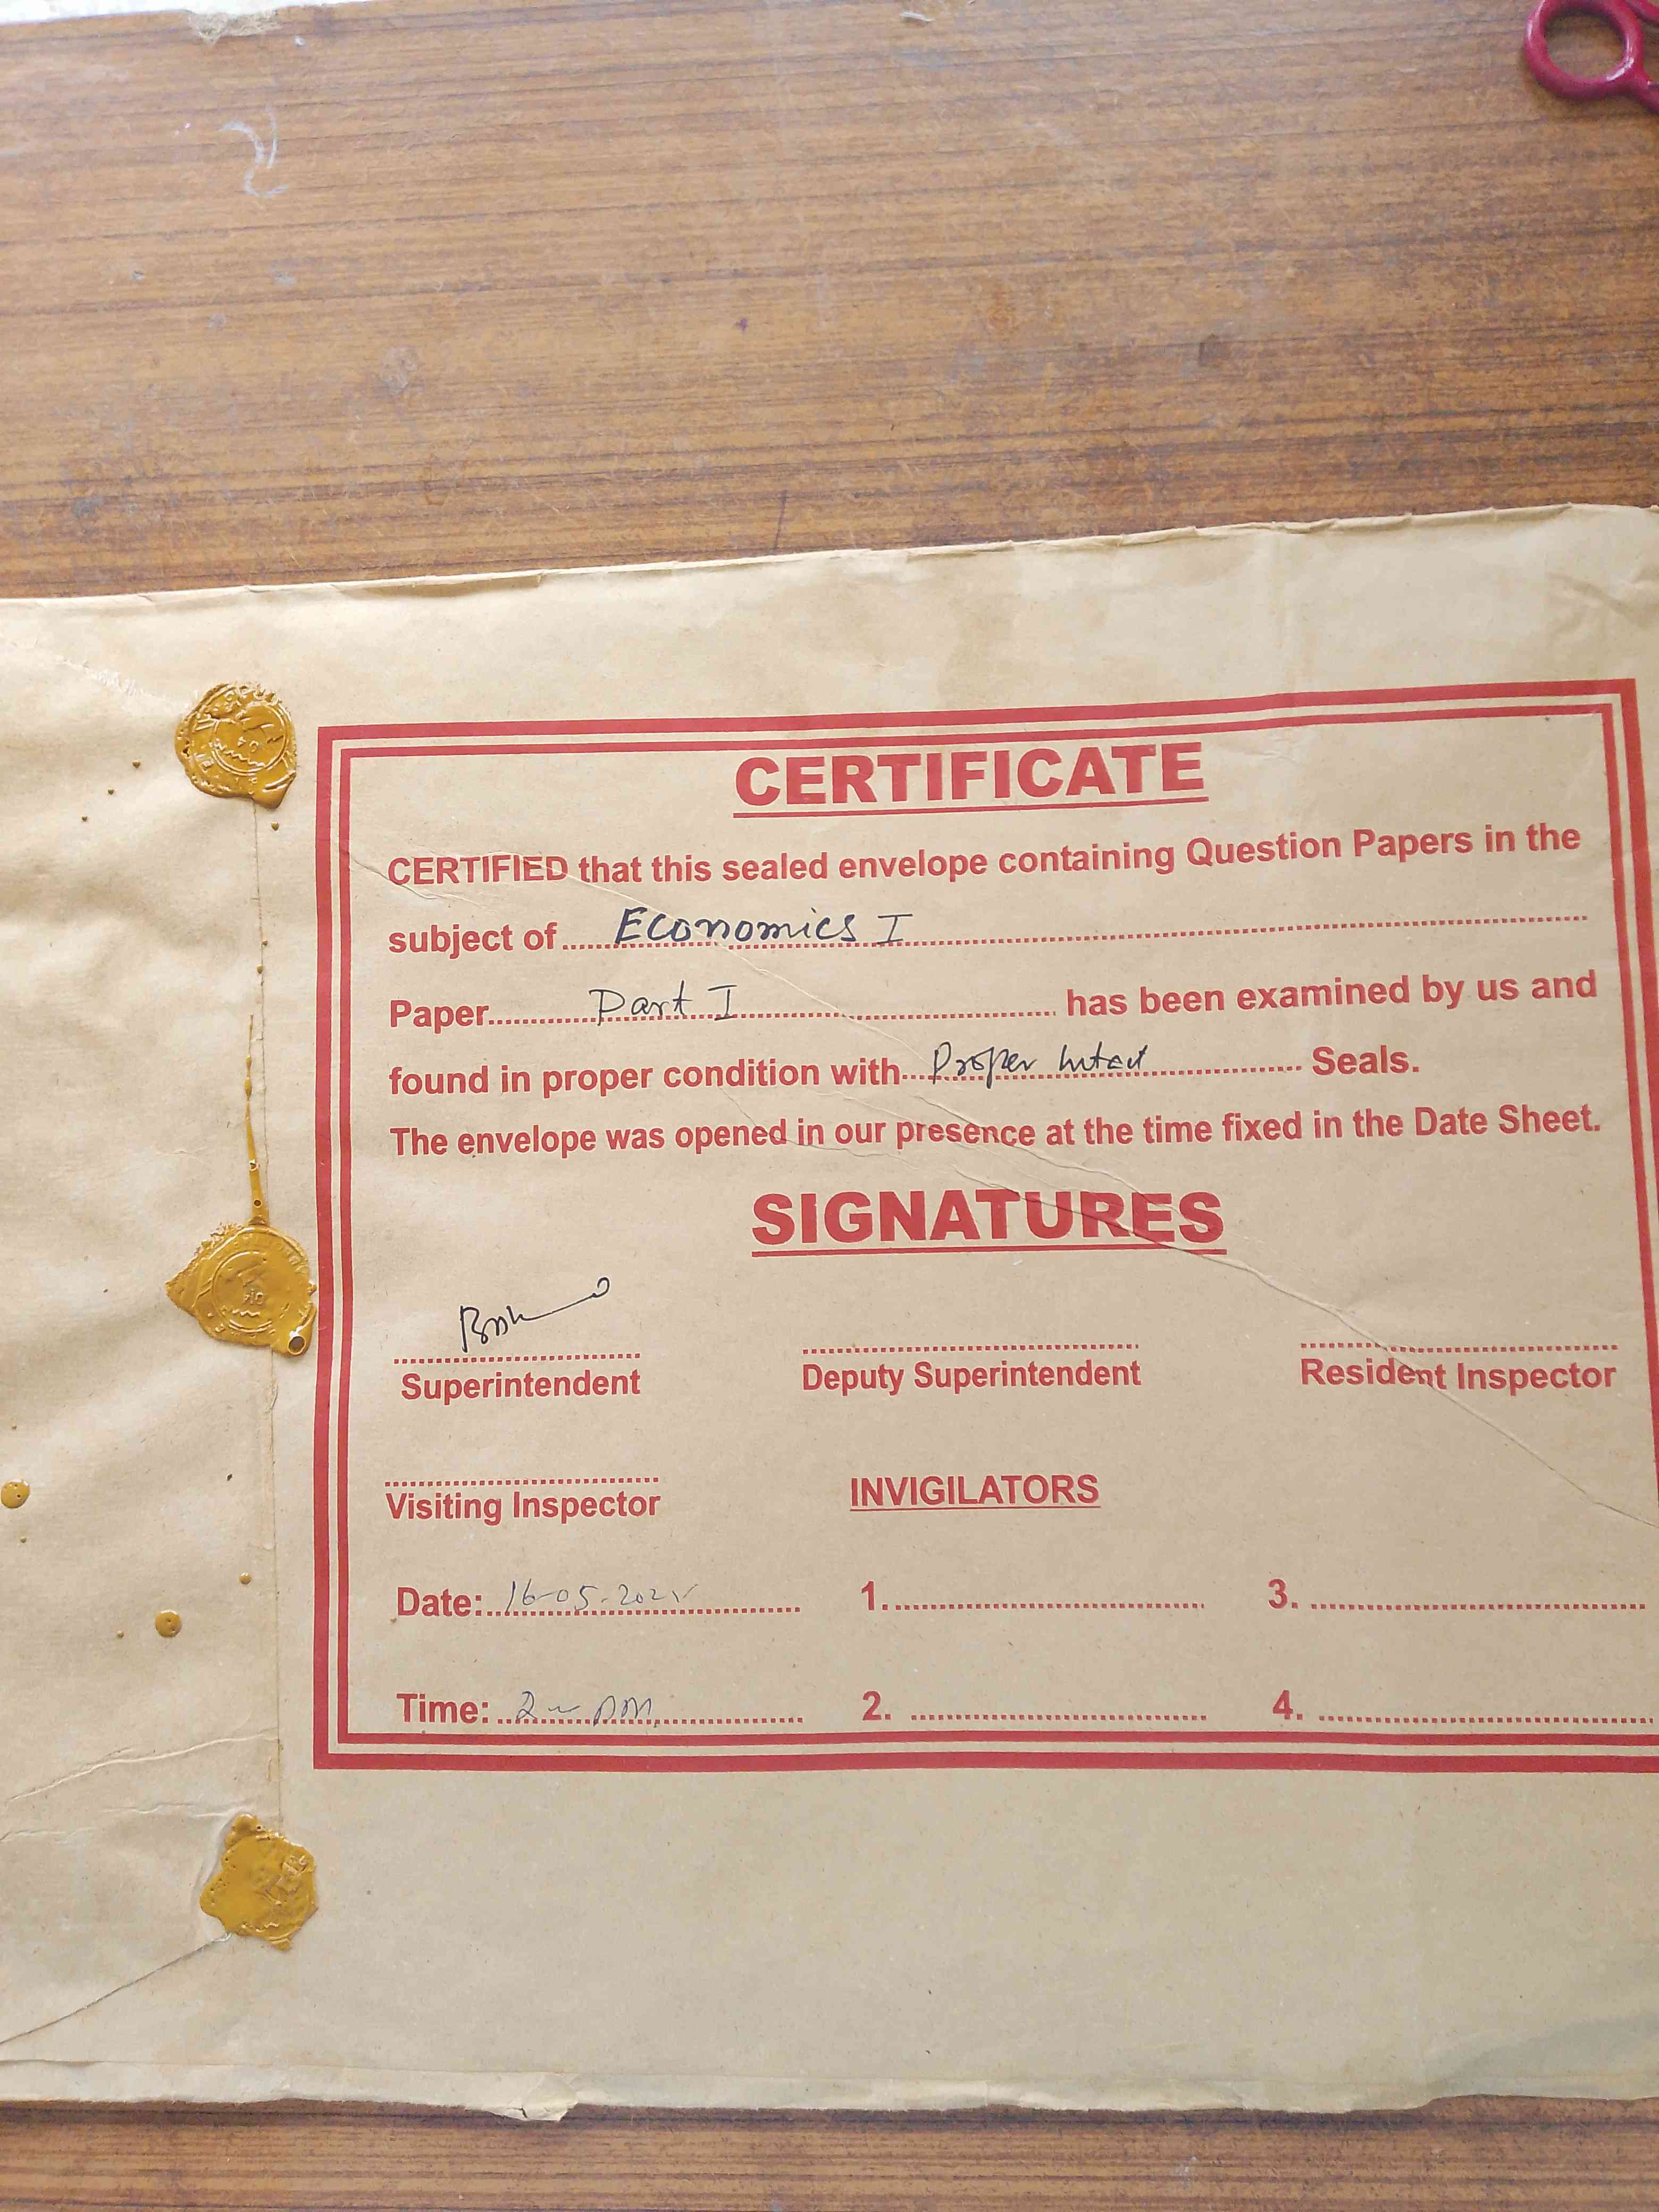 CERTIFICATE
CERTIFIED that this sealed envelope containing Question Papers in the
subject of Economics I
Paper Part I has been examined by us and
found in proper condition with Proper Intact Seals.
The envelope was opened in our presence at the time fixed in the Date Sheet.
SIGNATURES
Superintendent Deputy Superintendent Resident Inspector
Visiting Inspector INVIGILATORS
Date: 1. 3.
Time: 2 PM 2. 4.